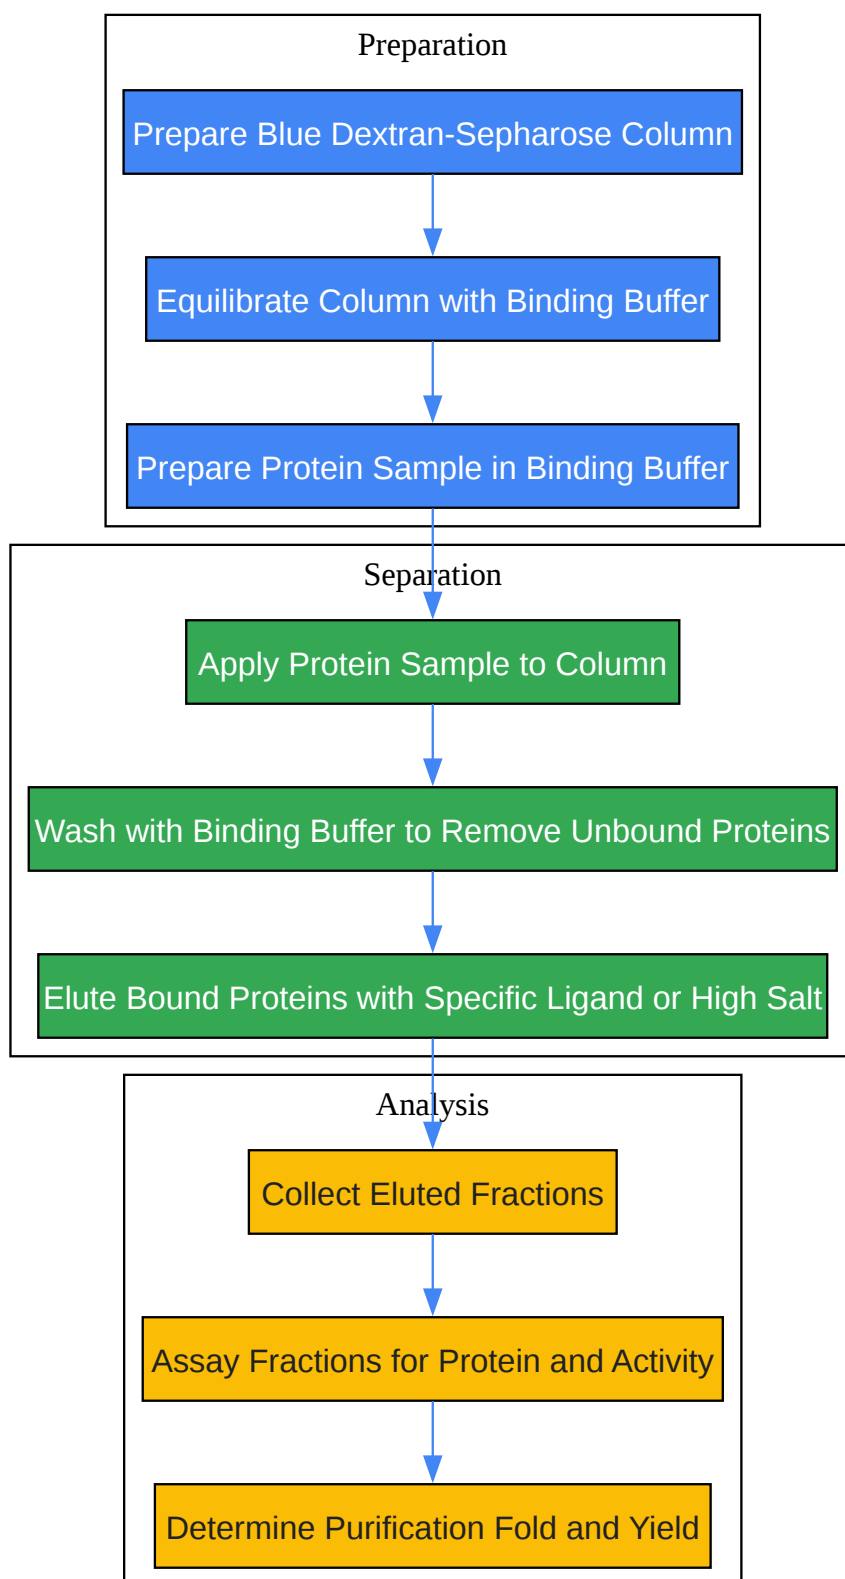 Preparation
Prepare Blue Dextran-Sepharose Column
Equilibrate Column with Binding Buffer
Prepare Protein Sample in Binding Buffer
Separation
Apply Protein Sample to Column
Wash with Binding Buffer to Remove Unbound Proteins
Elute Bound Proteins with Specific Ligand or High Salt
Analysis
Collect Eluted Fractions
Assay Fractions for Protein and Activity
Determine Purification Fold and Yield